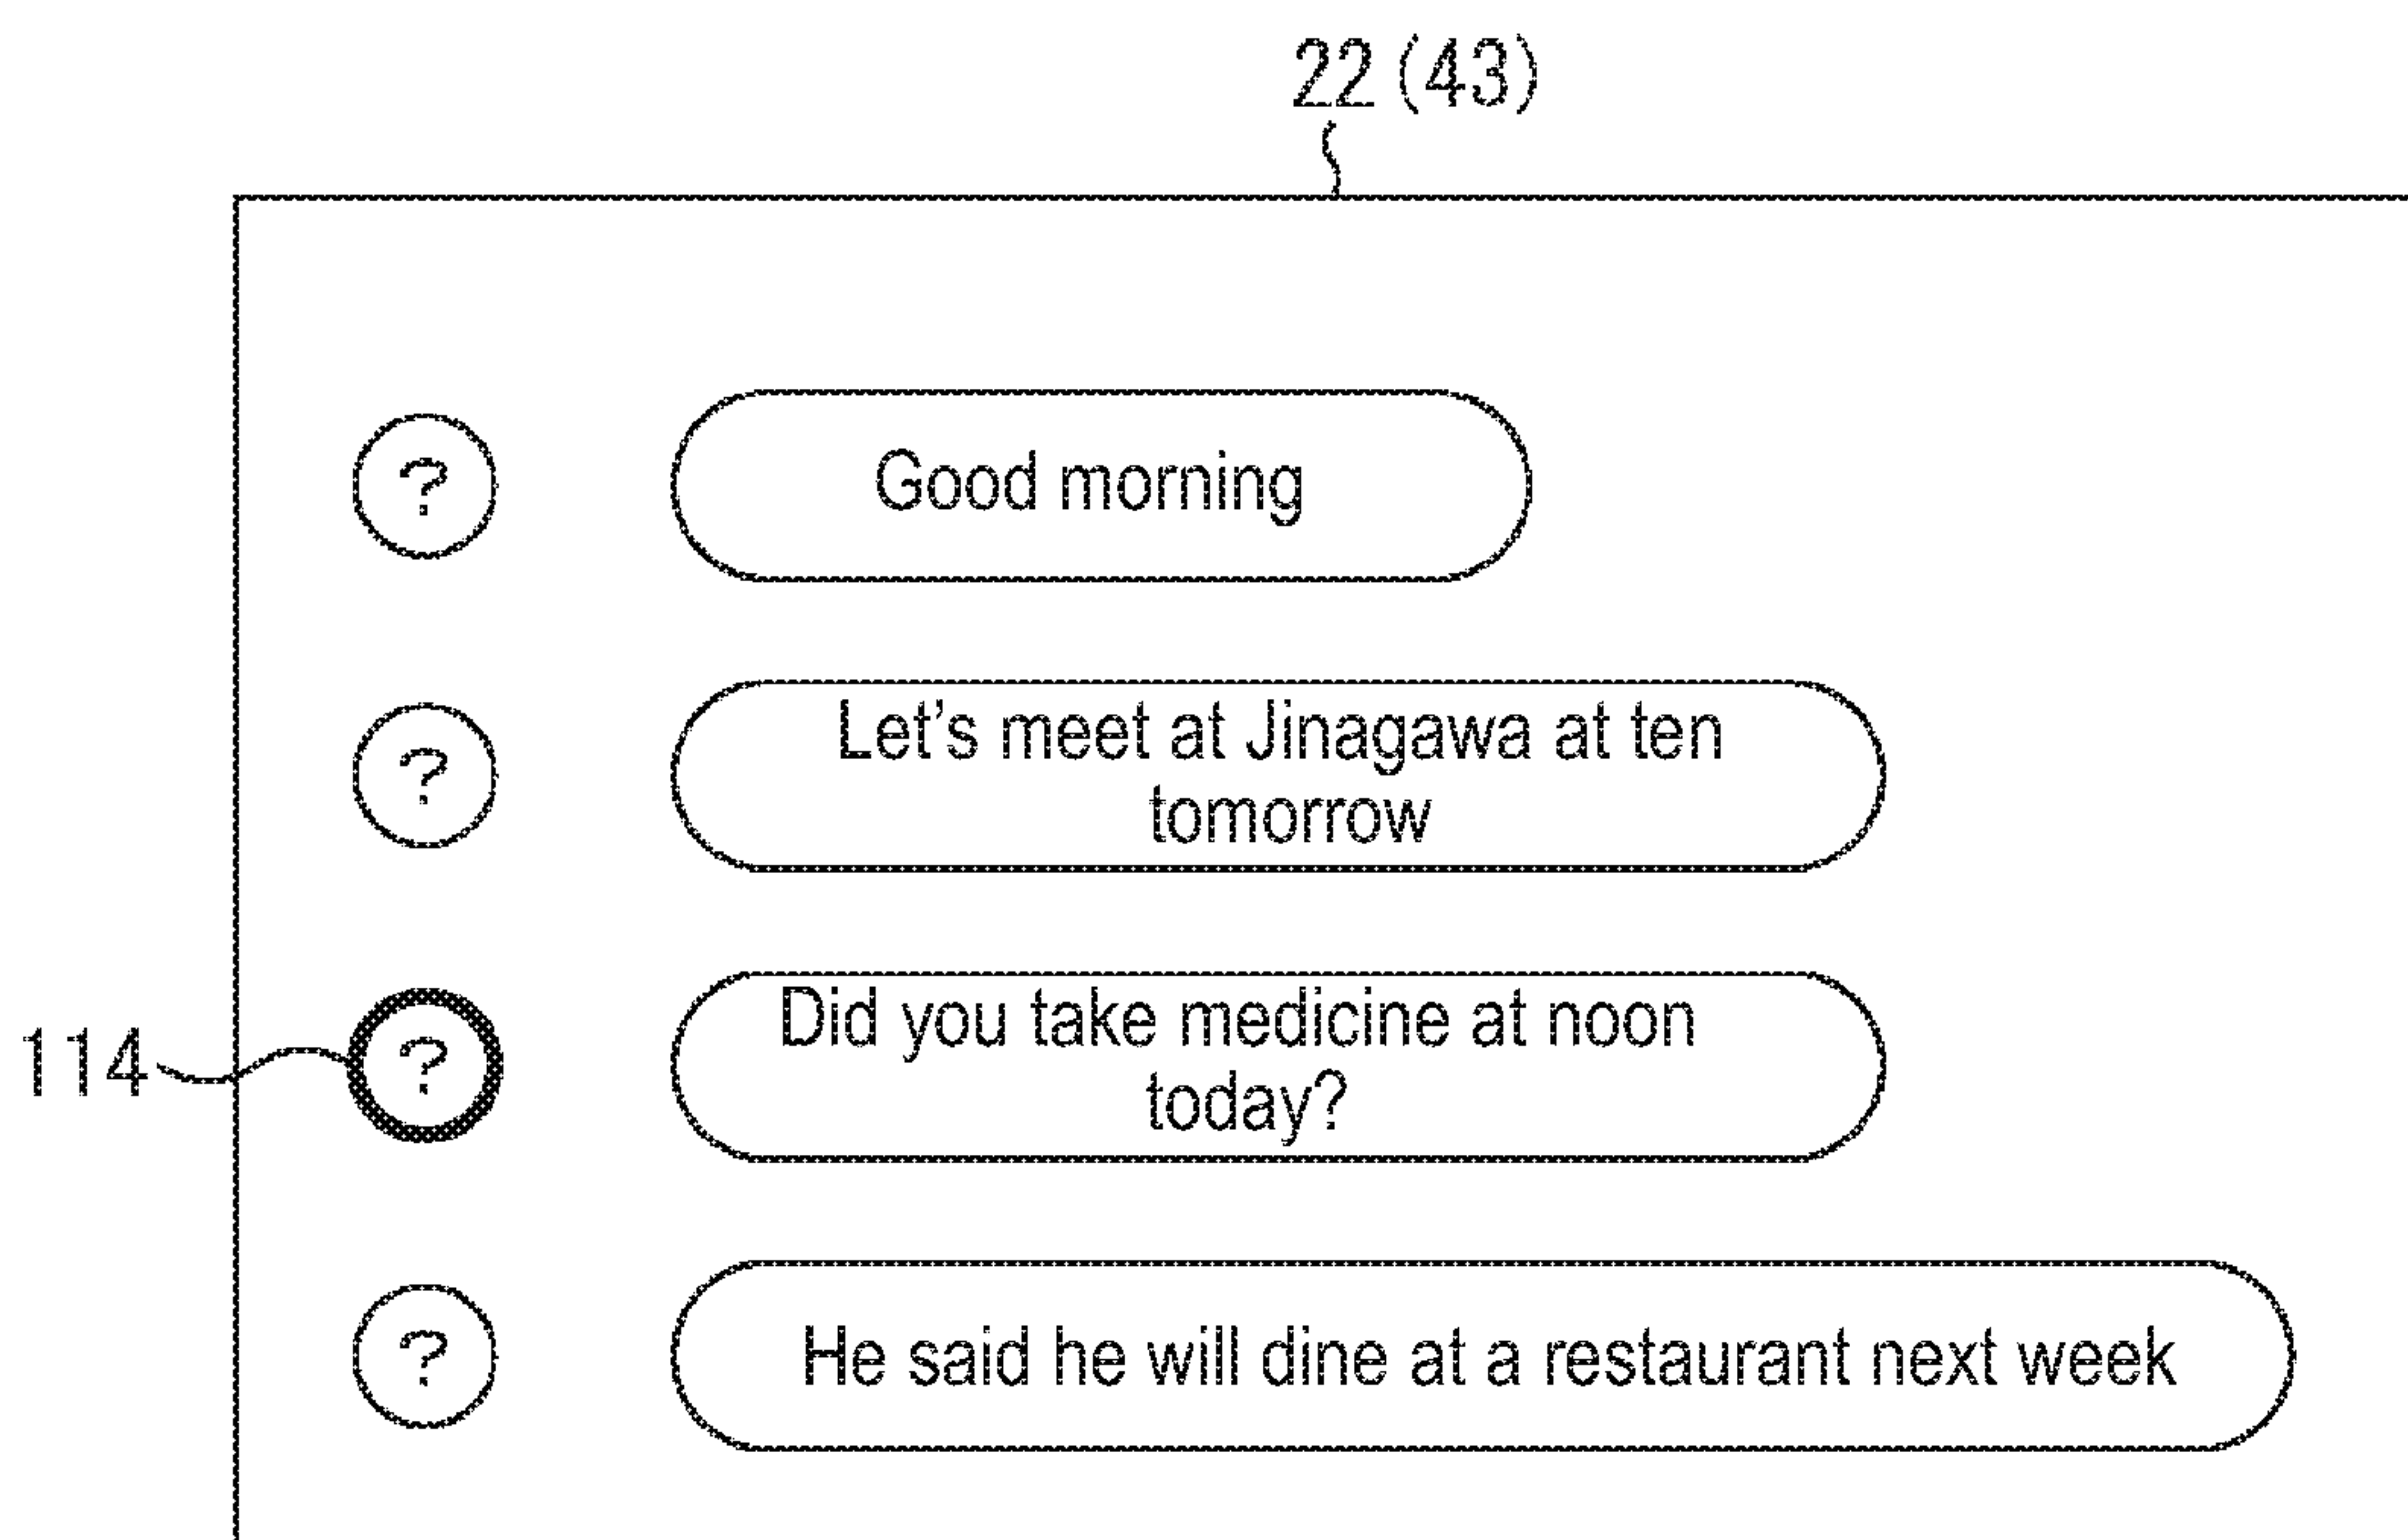 22 (43)
?
Good morning
?
Let's meet at Jinagawa at ten
tomorrow
114
?
Did you take medicine at noon
today?
?
He said he will dine at a restaurant next week